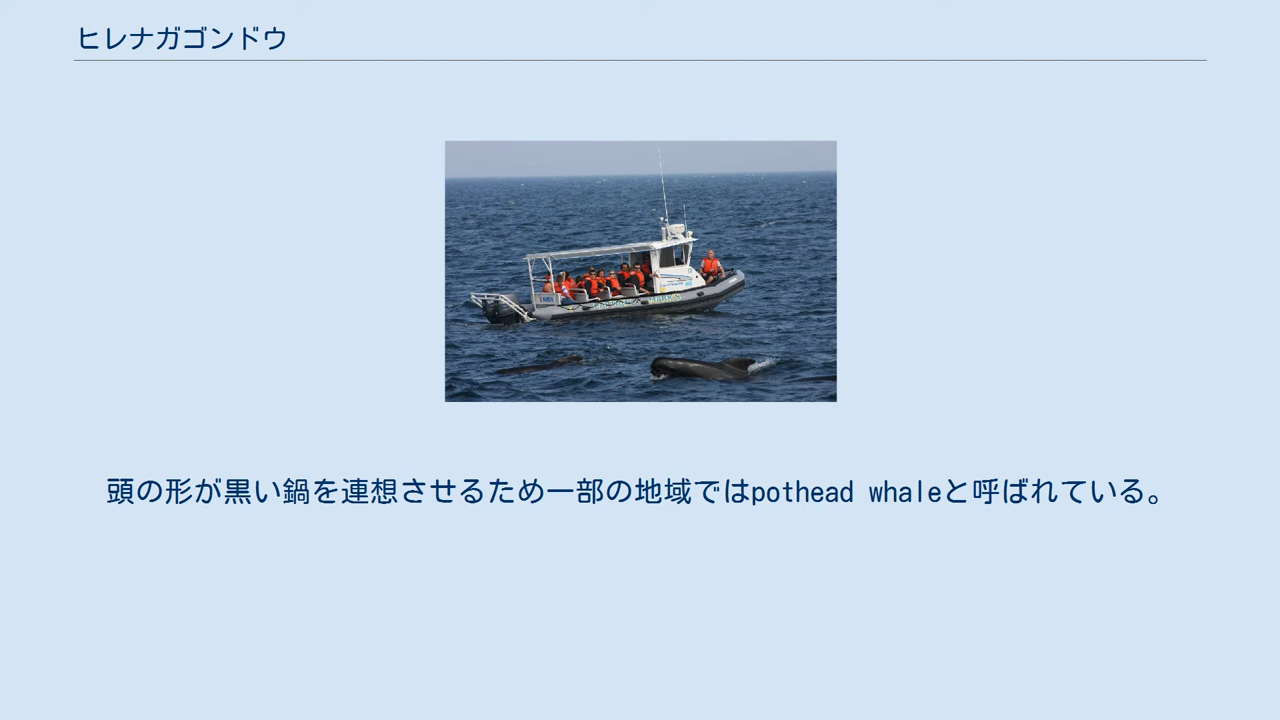 ヒレナガゴンドウ
頭の形が黒い鍋を連想させるため一部の地域ではpothead whaleと呼ばれている。